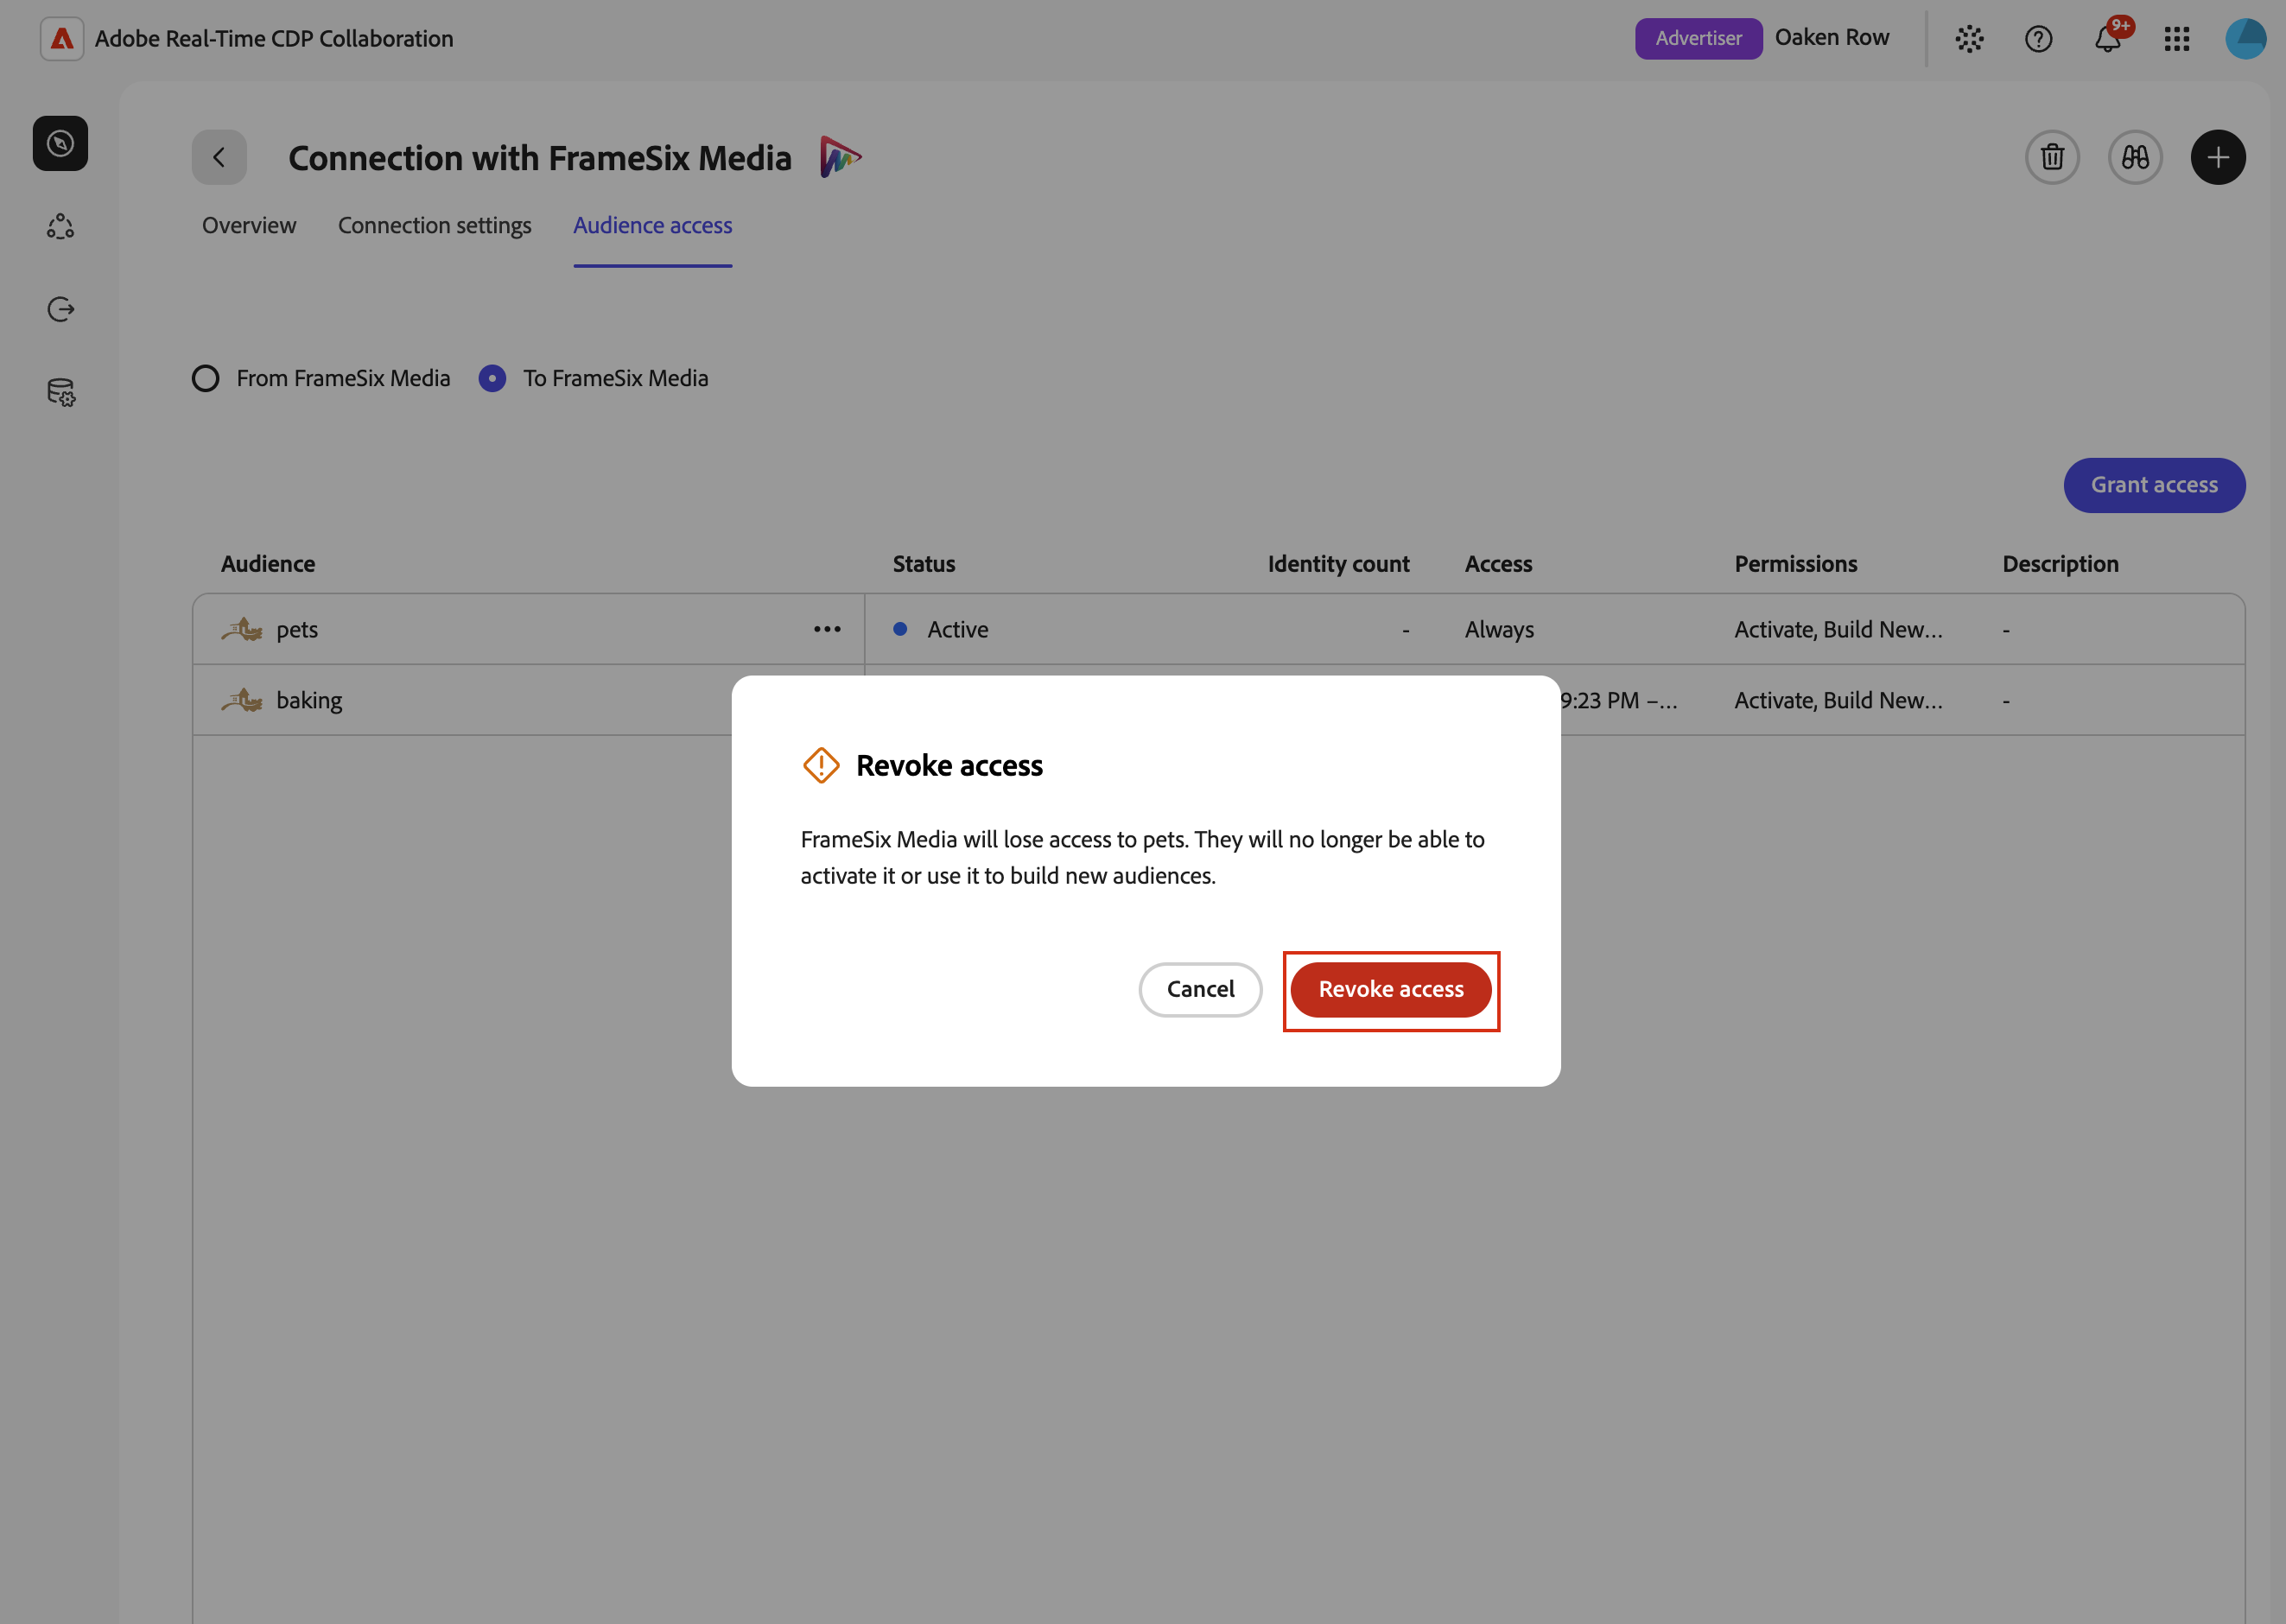 Adobe Real-Time CDP Collaboration
Advertiser Oaken Row
9+
Connection with FrameSix Media
Overview Connection settings Audience access
From FrameSix Media To FrameSix Media
Grant access
Audience Status Identity count Access Permissions Description
pets Active - Always Activate, Build New... -
baking 9:23 PM –... Activate, Build New... -
Revoke access
FrameSix Media will lose access to pets. They will no longer be able to
activate it or use it to build new audiences.
Cancel Revoke access